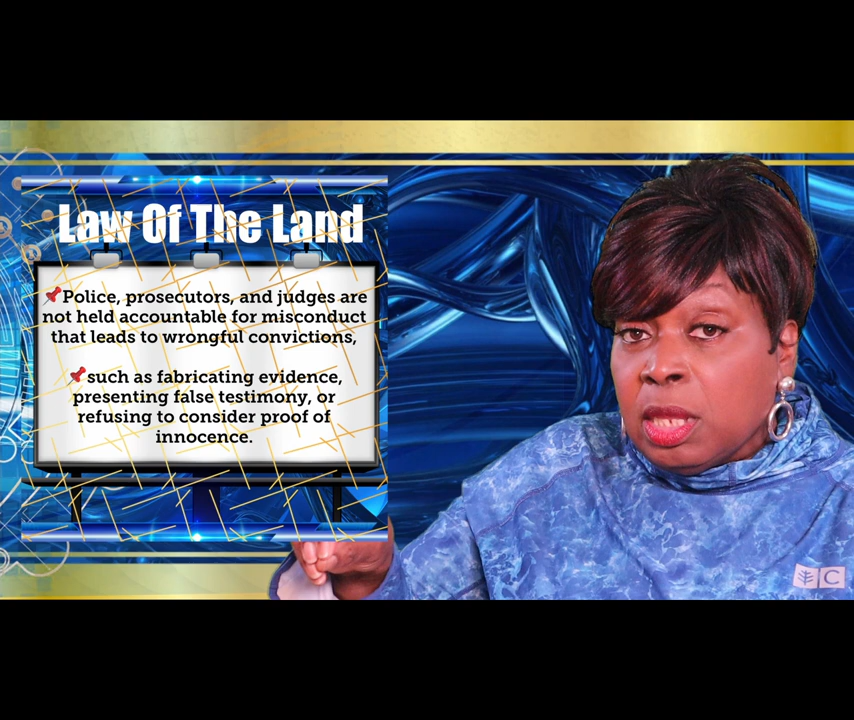 Law Of The Land
📌Police, prosecutors, and judges are
not held accountable for misconduct
that leads to wrongful convictions,
📌such as fabricating evidence,
presenting false testimony, or
refusing to consider proof of
innocence.
C